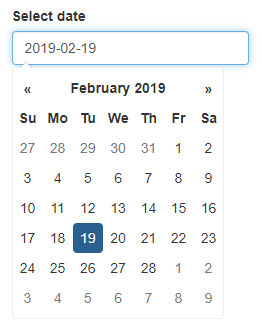 Select date
2019-02-19
« February 2019 »
Su Mo Tu We Th Fr Sa
27 28 29 30 31 1 2
3 4 5 6 7 8 9
10 11 12 13 14 15 16
17 18 19 20 21 22 23
24 25 26 27 28 1 2
3 4 5 6 7 8 9